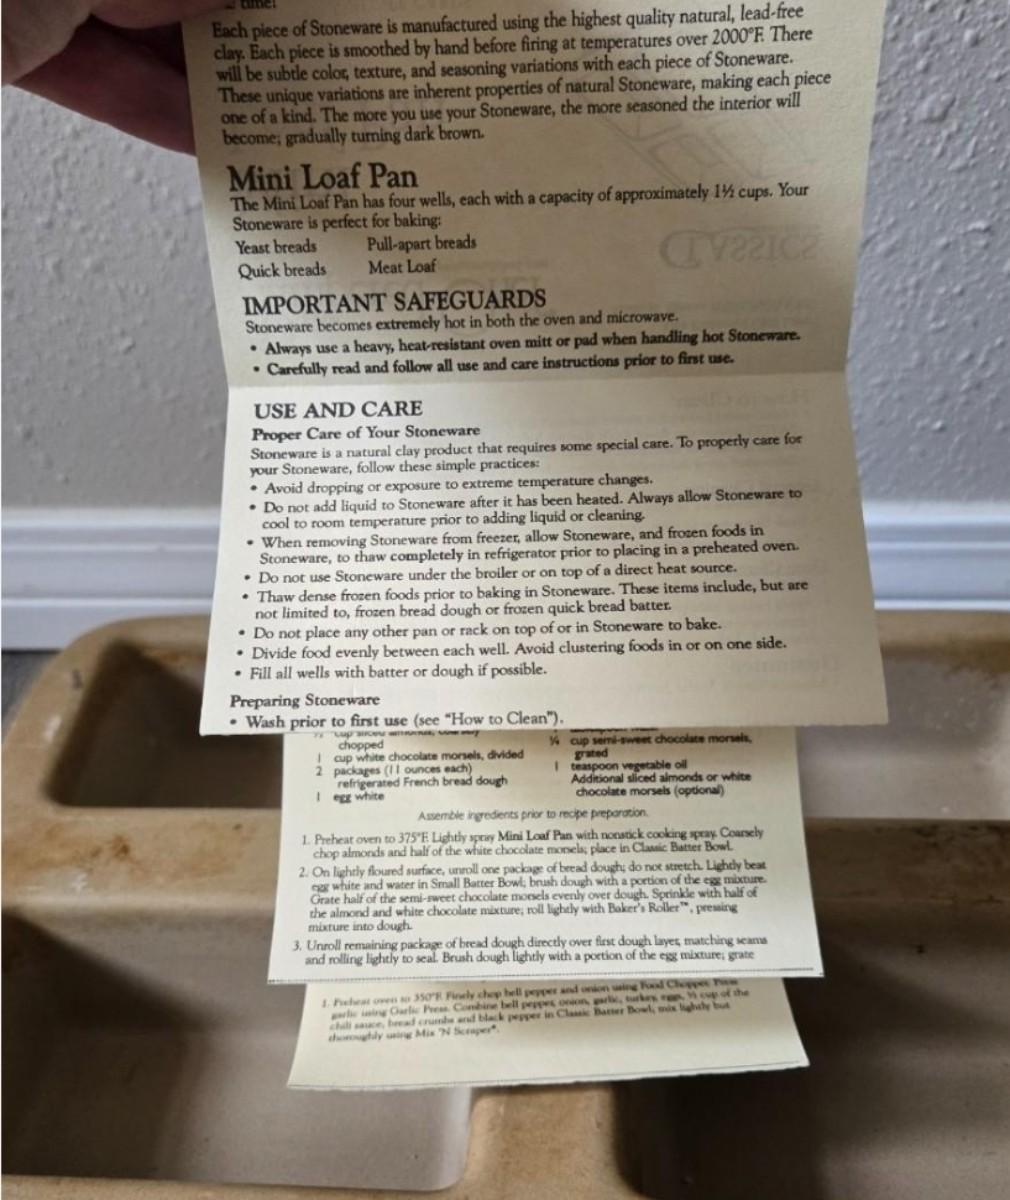 time!
Each piece of Stoneware is manufactured using the highest quality natural, lead-free
clay. Each piece is smoothed by hand before firing at temperatures over 2000°F. There
will be subtle color, texture, and seasoning variations with each piece of Stoneware.
These unique variations are inherent properties of natural Stoneware, making each piece
one of a kind. The more you use your Stoneware, the more seasoned the interior will
become; gradually turning dark brown.
Mini Loaf Pan
The Mini Loaf Pan has four wells, each with a capacity of approximately 1½ cups. Your
Stoneware is perfect for baking:
Yeast breads Pull-apart breads
Quick breads Meat Loaf
IMPORTANT SAFEGUARDS
Stoneware becomes extremely hot in both the oven and microwave.
• Always use a heavy, heat-resistant oven mitt or pad when handling hot Stoneware.
• Carefully read and follow all use and care instructions prior to first use.
USE AND CARE
Proper Care of Your Stoneware
Stoneware is a natural clay product that requires some special care. To properly care for
your Stoneware, follow these simple practices:
• Avoid dropping or exposure to extreme temperature changes.
• Do not add liquid to Stoneware after it has been heated. Always allow Stoneware to
cool to room temperature prior to adding liquid or cleaning.
• When removing Stoneware from freezer, allow Stoneware, and frozen foods in
Stoneware, to thaw completely in refrigerator prior to placing in a preheated oven.
• Do not use Stoneware under the broiler or on top of a direct heat source.
• Thaw dense frozen foods prior to baking in Stoneware. These items include, but are
not limited to, frozen bread dough or frozen quick bread batter.
• Do not place any other pan or rack on top of or in Stoneware to bake.
• Divide food evenly between each well. Avoid clustering foods in or on one side.
• Fill all wells with batter or dough if possible.
Preparing Stoneware
• Wash prior to first use (see "How to Clean").
cup sliced almonds,
chopped
1 cup white chocolate morsels, divided
2 packages (11 ounces each)
refrigerated French bread dough
1 egg white
¼ cup semi-sweet chocolate morsels,
grated
1 teaspoon vegetable oil
Additional sliced almonds or white
chocolate morsels (optional)
Assemble ingredients prior to recipe preparation.
1. Preheat oven to 375°F. Lightly spray Mini Loaf Pan with nonstick cooking spray. Coarsely
chop almonds and half of the white chocolate morsels; place in Classic Batter Bowl.
2. On lightly floured surface, unroll one package of bread dough; do not stretch. Lightly beat
egg white and water in Small Batter Bowl; brush dough with a portion of the egg mixture.
Grate half of the semi-sweet chocolate morsels evenly over dough. Sprinkle with half of
the almond and white chocolate mixture; roll lightly with Baker's Roller™, pressing
mixture into dough.
3. Unroll remaining package of bread dough directly over first dough layer, matching seams
and rolling lightly to seal. Brush dough lightly with a portion of the egg mixture; grate
1. Preheat oven to 350°F. Finely chop bell pepper and onion using Food Chopper. Press
garlic using Garlic Press. Combine bell pepper, onion, garlic, turkey, eggs, ½ cup of the
chili sauce, bread crumbs and black pepper in Classic Batter Bowl; mix lightly but
thoroughly using Mix 'N Scraper®.